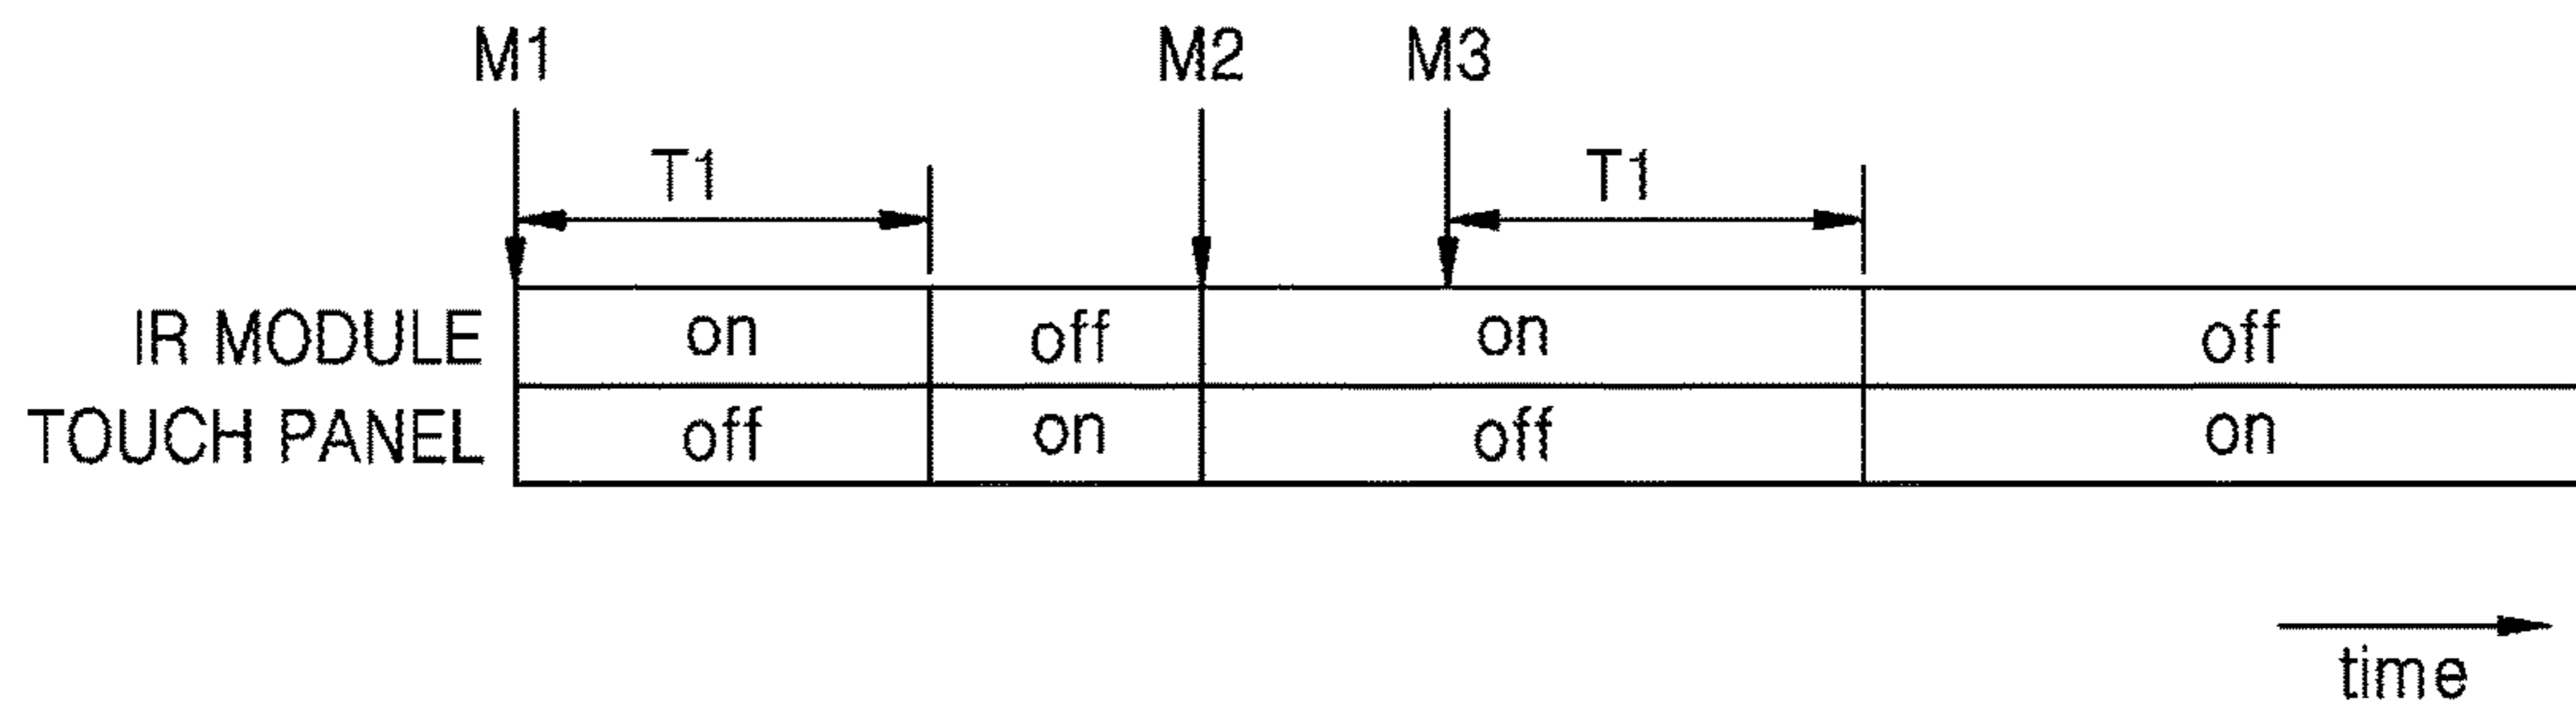 M1 M2 M3
T1 T1
IR MODULE on off on off
TOUCH PANEL off on off on
time